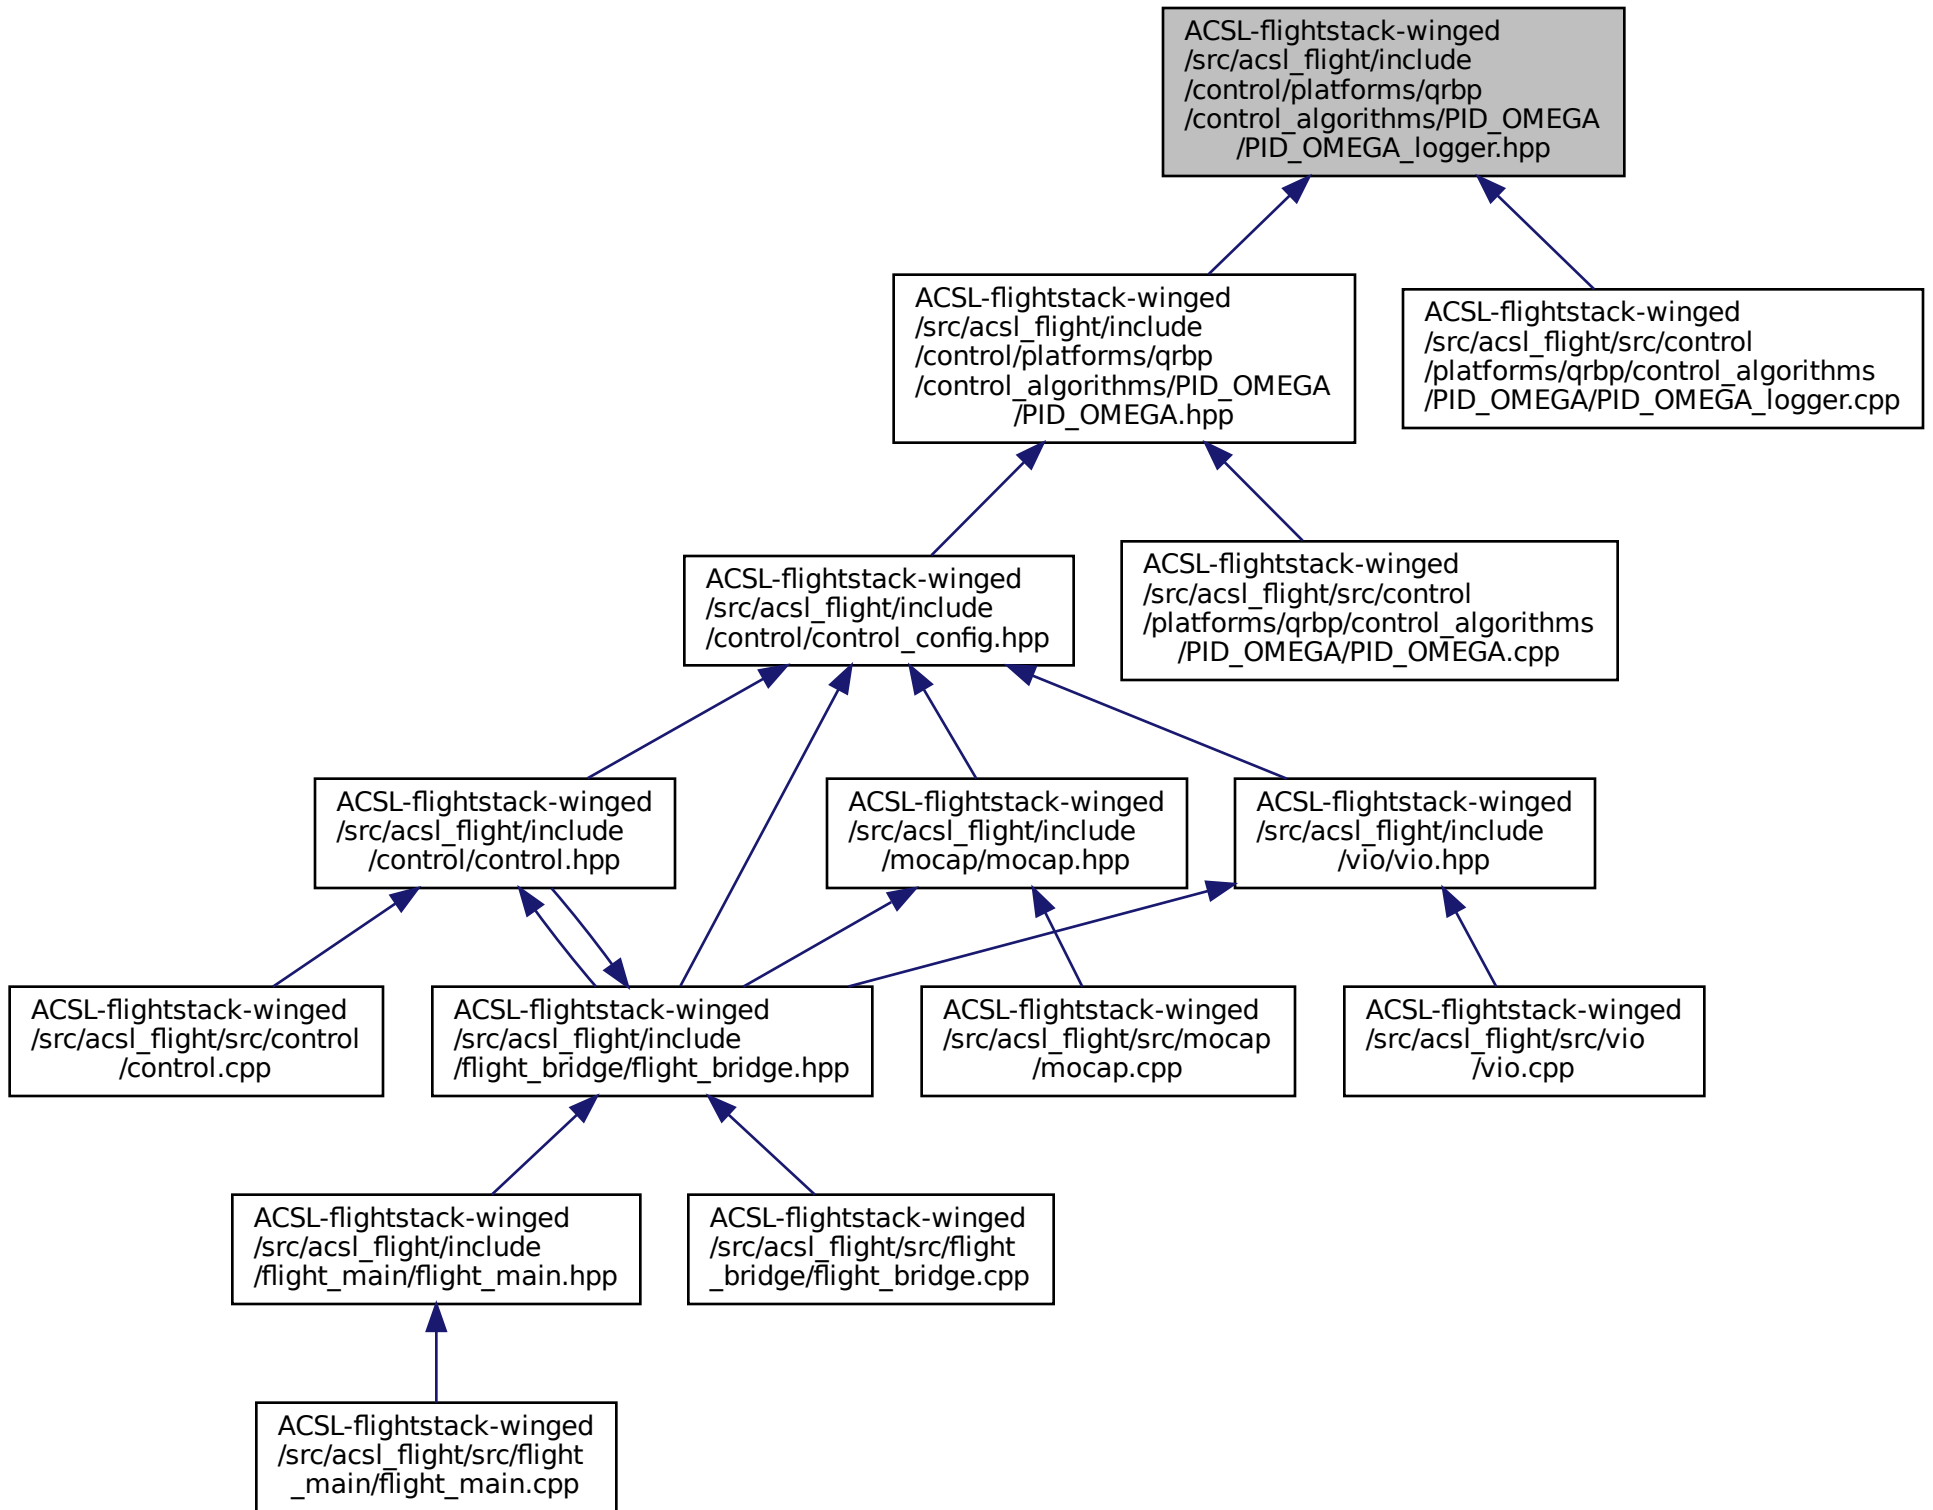 ACSL-flightstack-winged
/src/acsl_flight/include
/control/platforms/qrbp
/control_algorithms/PID_OMEGA
/PID_OMEGA_logger.hpp
ACSL-flightstack-winged
/src/acsl_flight/include
/control/platforms/qrbp
/control_algorithms/PID_OMEGA
/PID_OMEGA.hpp
ACSL-flightstack-winged
/src/acsl_flight/src/control
/platforms/qrbp/control_algorithms
/PID_OMEGA/PID_OMEGA_logger.cpp
ACSL-flightstack-winged
/src/acsl_flight/include
/control/control_config.hpp
ACSL-flightstack-winged
/src/acsl_flight/src/control
/platforms/qrbp/control_algorithms
/PID_OMEGA/PID_OMEGA.cpp
ACSL-flightstack-winged
/src/acsl_flight/include
/control/control.hpp
ACSL-flightstack-winged
/src/acsl_flight/include
/mocap/mocap.hpp
ACSL-flightstack-winged
/src/acsl_flight/include
/vio/vio.hpp
ACSL-flightstack-winged
/src/acsl_flight/src/control
/control.cpp
ACSL-flightstack-winged
/src/acsl_flight/include
/flight_bridge/flight_bridge.hpp
ACSL-flightstack-winged
/src/acsl_flight/src/mocap
/mocap.cpp
ACSL-flightstack-winged
/src/acsl_flight/src/vio
/vio.cpp
ACSL-flightstack-winged
/src/acsl_flight/include
/flight_main/flight_main.hpp
ACSL-flightstack-winged
/src/acsl_flight/src/flight
_bridge/flight_bridge.cpp
ACSL-flightstack-winged
/src/acsl_flight/src/flight
_main/flight_main.cpp